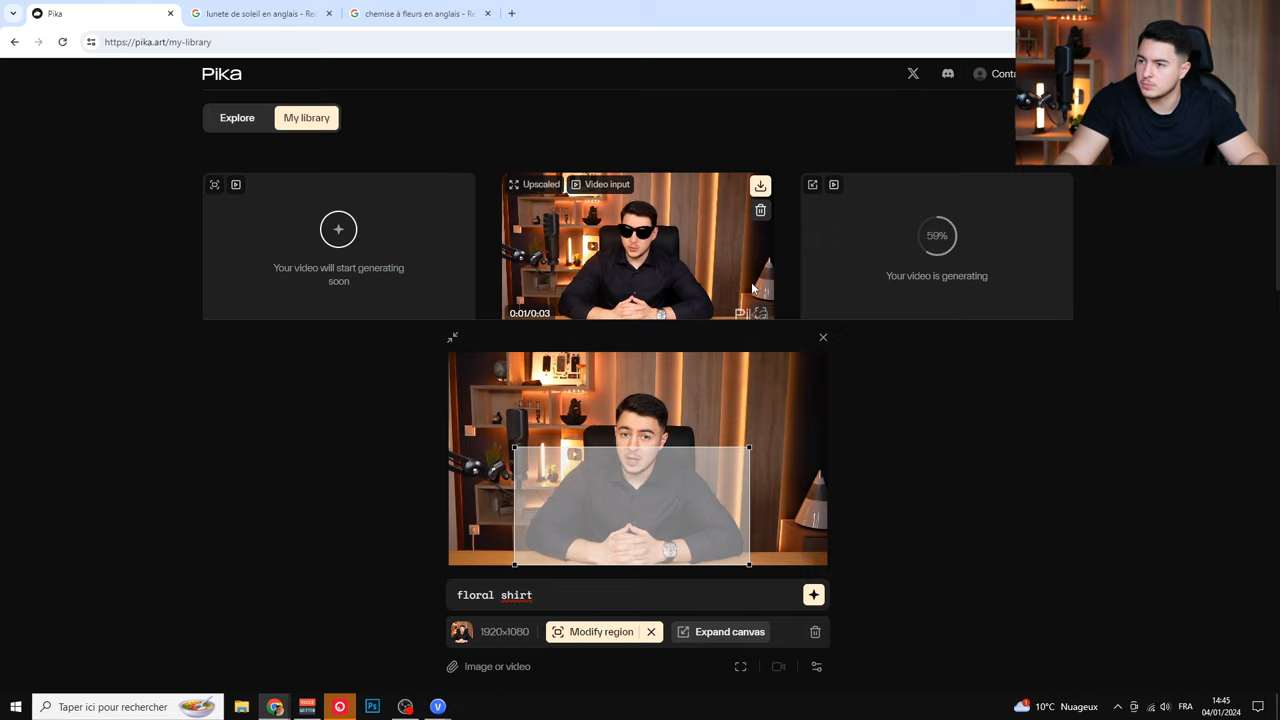 Pika
lunete de soleil en anglais - Rec
chemise à fleurs en anglais - Re
https://pika.art/my-library
Pika
Conta
Explore
My library
Upscaled
Video input
Your video will start generating
soon
0:01/0:03
59%
Your video is generating
floral shirt
1920x1080
Modify region
Expand canvas
Image or video
Taper ici pour rechercher
Ps
V
10°C Nuageux
FRA
14:45
04/01/2024